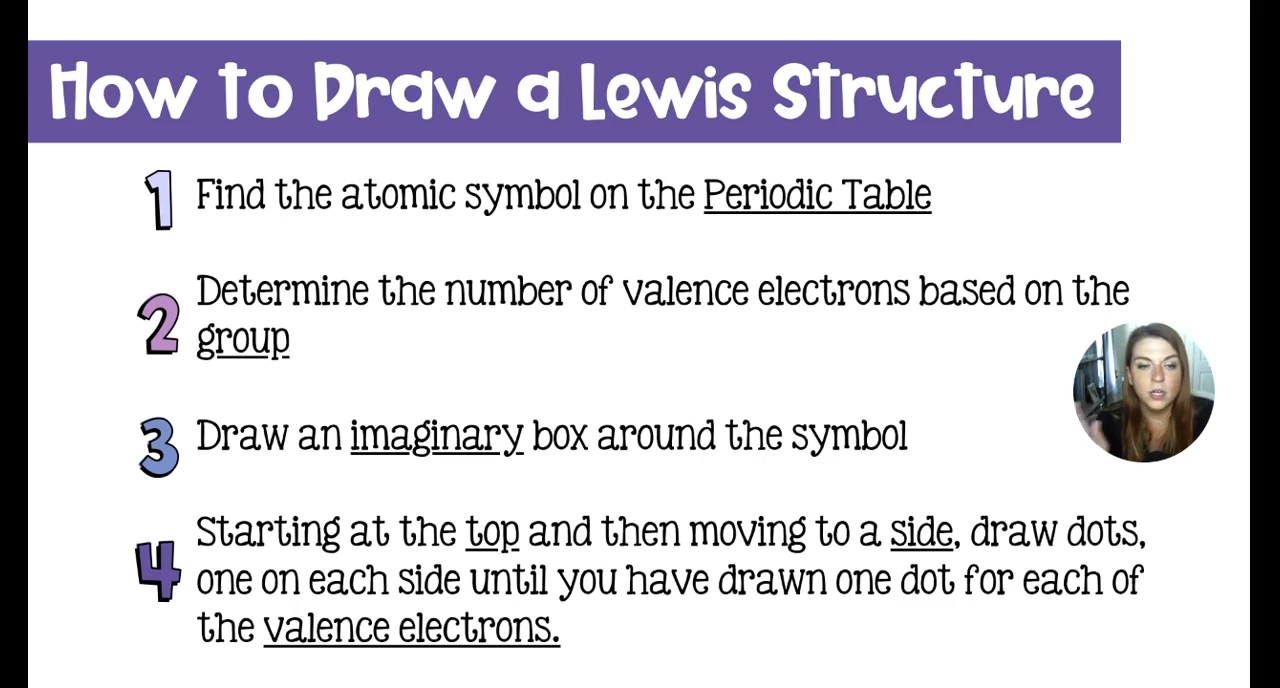 How to Draw a Lewis Structure
1 Find the atomic symbol on the Periodic Table
2 Determine the number of valence electrons based on the
group
3 Draw an imaginary box around the symbol
4 Starting at the top and then moving to a side, draw dots,
one on each side until you have drawn one dot for each of
the valence electrons.